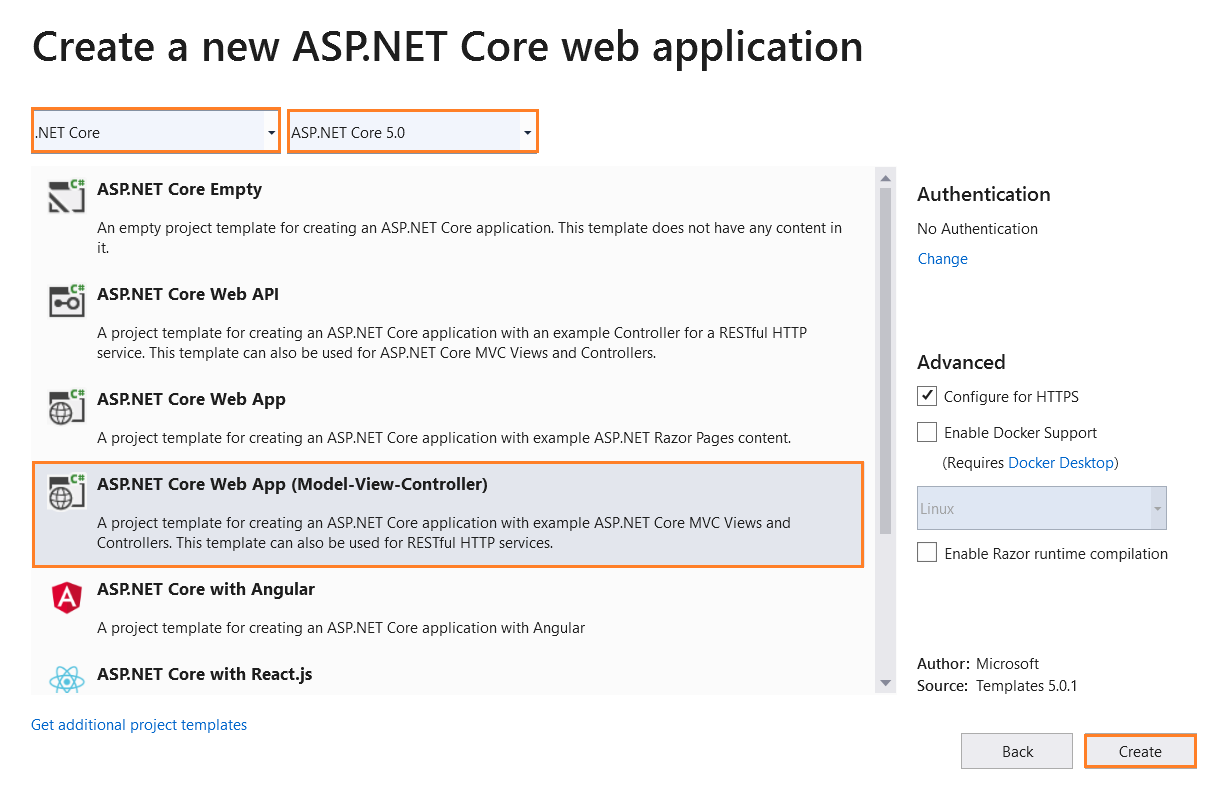 Create a new ASP.NET Core web application
.NET Core
ASP.NET Core 5.0
C#
ASP.NET Core Empty
An empty project template for creating an ASP.NET Core application. This template does not have any content in
it.
C#
ASP.NET Core Web API
A project template for creating an ASP.NET Core application with an example Controller for a RESTful HTTP
service. This template can also be used for ASP.NET Core MVC Views and Controllers.
C#
ASP.NET Core Web App
A project template for creating an ASP.NET Core application with example ASP.NET Razor Pages content.
C#
ASP.NET Core Web App (Model-View-Controller)
A project template for creating an ASP.NET Core application with example ASP.NET Core MVC Views and
Controllers. This template can also be used for RESTful HTTP services.
A
ASP.NET Core with Angular
A project template for creating an ASP.NET Core application with Angular
ASP.NET Core with React.js
Get additional project templates
Authentication
No Authentication
Change
Advanced
Configure for HTTPS
Enable Docker Support
(Requires Docker Desktop)
Linux
Enable Razor runtime compilation
Author: Microsoft
Source: Templates 5.0.1
Back
Create